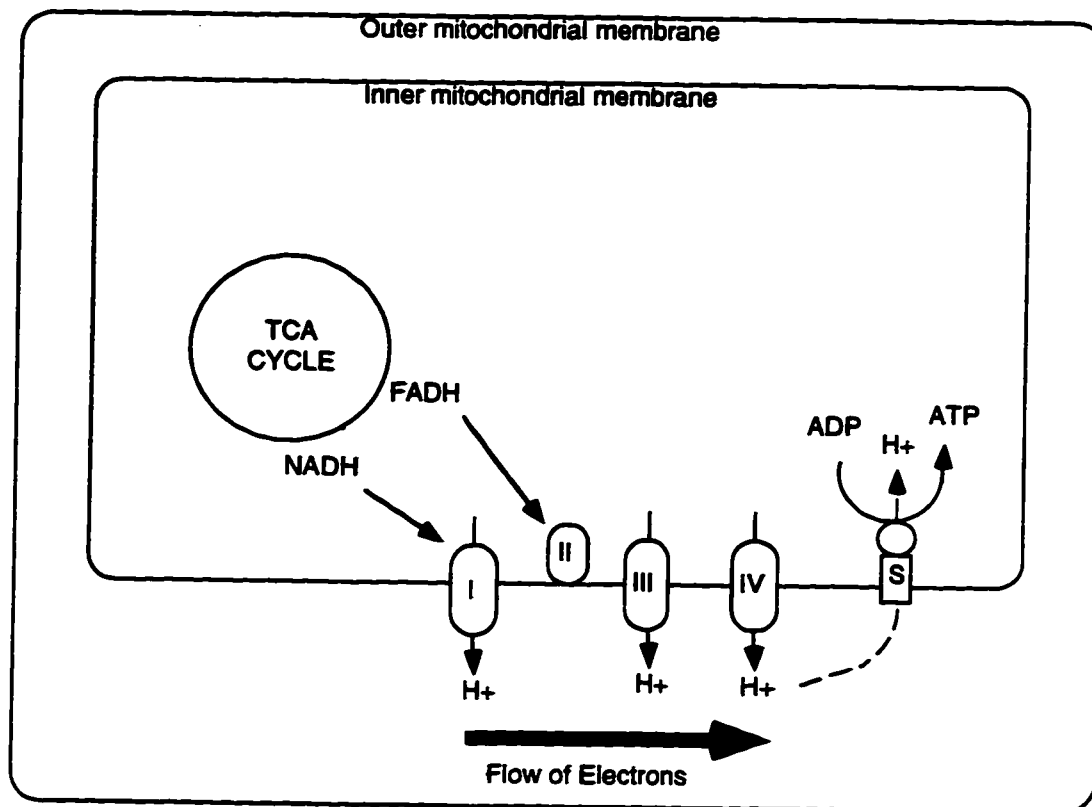 Outer mitochondrial membrane
Inner mitochondrial membrane
TCA
CYCLE
FADH
NADH
ADP
H+
ATP
I
II
III
IV
S
H+
H+
H+
Flow of Electrons